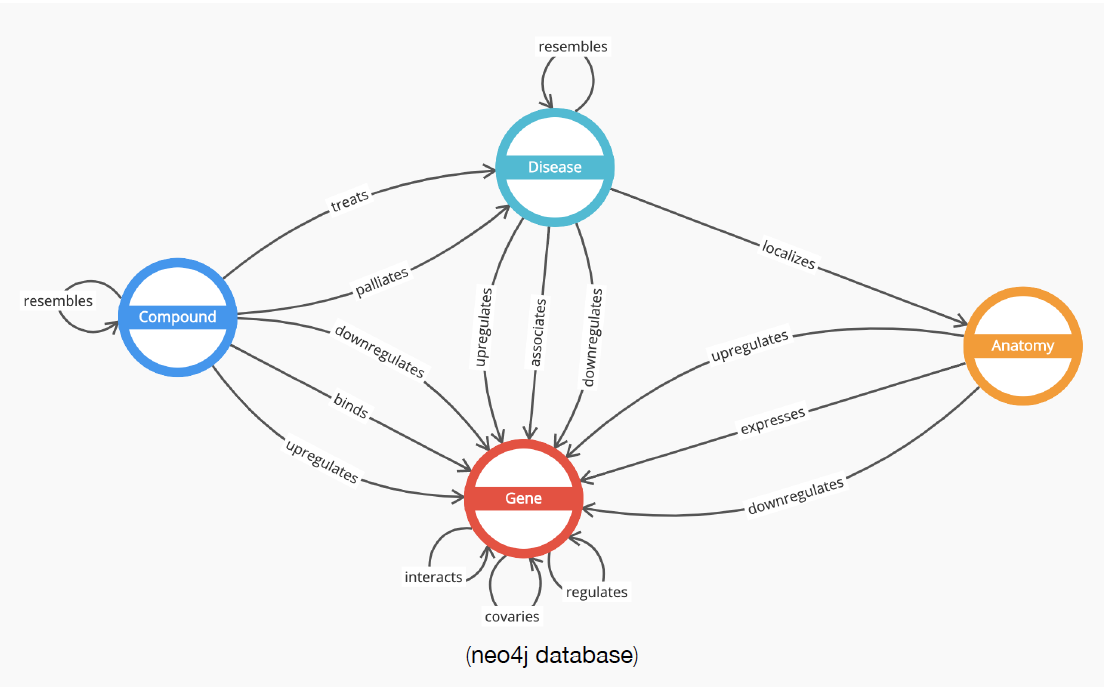 resembles
Disease
treats
localizes
palliates
resembles
Compound
downregulates
upregulates
associates
downregulates
upregulates
Anatomy
binds
expresses
upregulates
Gene
downregulates
interacts
regulates
covaries
(neo4j database)